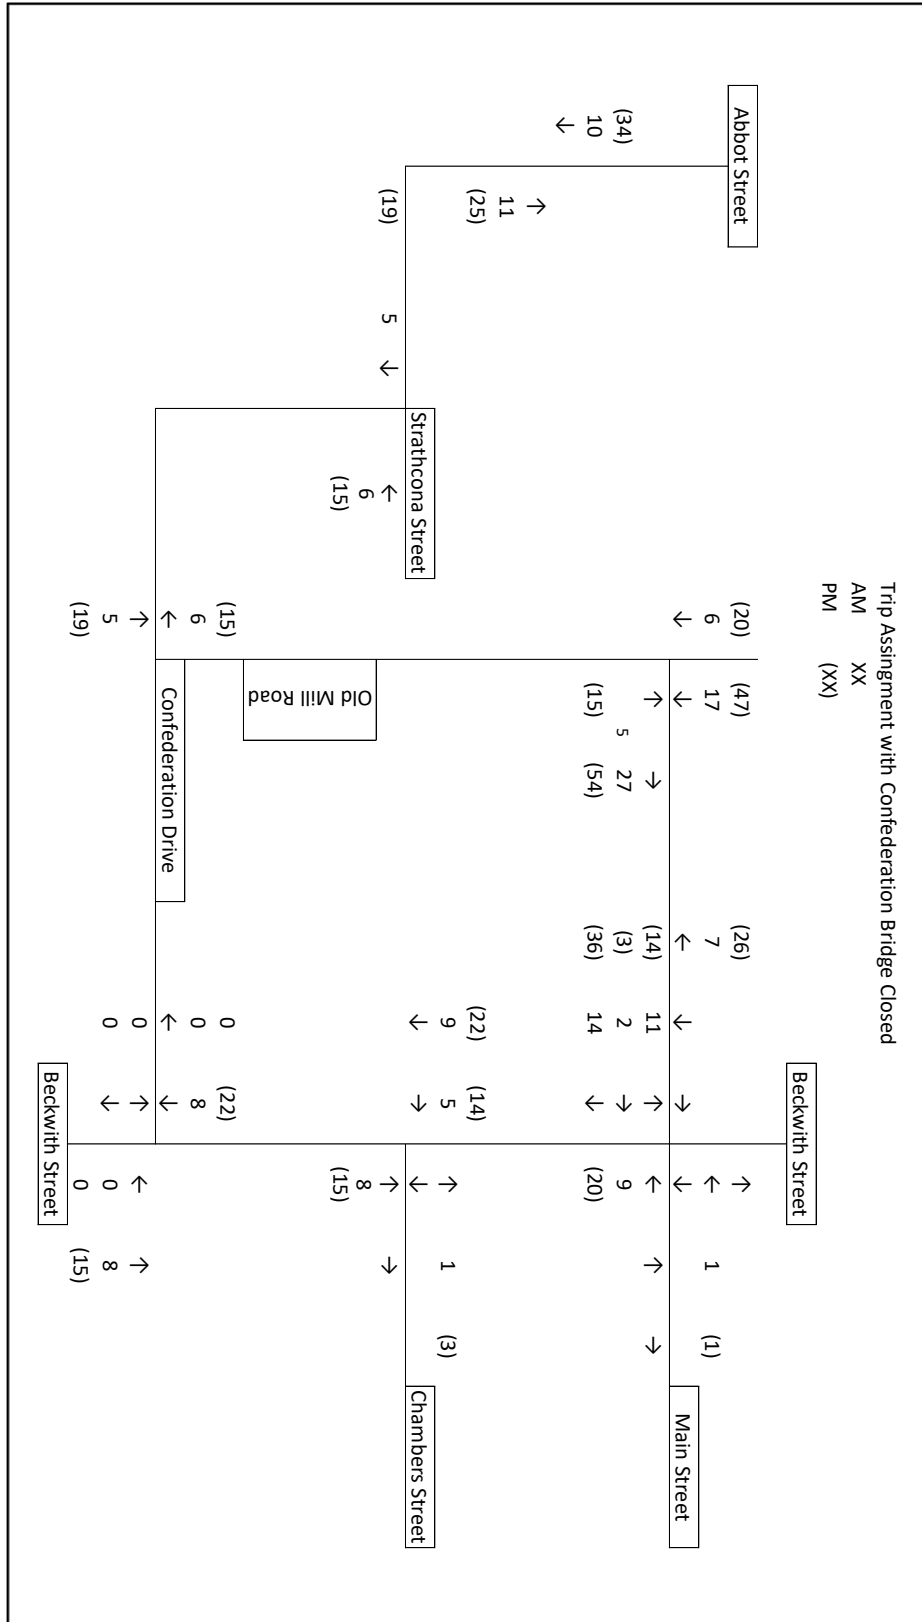 Trip Assingment with Confederation Bridge Closed
AM XX
PM (XX)
Beckwith Street
Abbot Street (20) (47) (26)
6 17 7 1 (1)
Main Street
(14) 11
(34) 5 27 (3) 2 9
10 (15) (54) (36) 14 (20)
11
(25) (22) (14)
9 5 1 (3)
Strathcona Street Chambers Street
(19) 5
6 8
(15) (15)
Old Mill Road
(15) 0 (22)
6 0 8
Confederation Drive
0
5 0 0 8
(19) 0 (15)
Beckwith Street